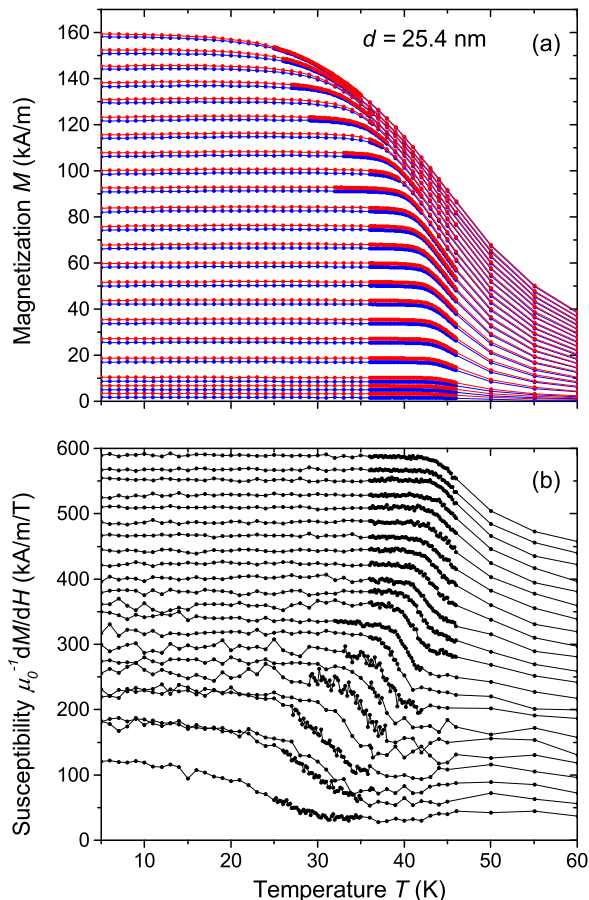 d = 25.4 nm
(a)
Magnetization M (kA/m)
160
140
120
100
80
60
40
20
0
(b)
Susceptibility μ0⁻¹dM/dH (kA/m/T)
600
500
400
300
200
100
0
10 20 30 40 50 60
Temperature T (K)